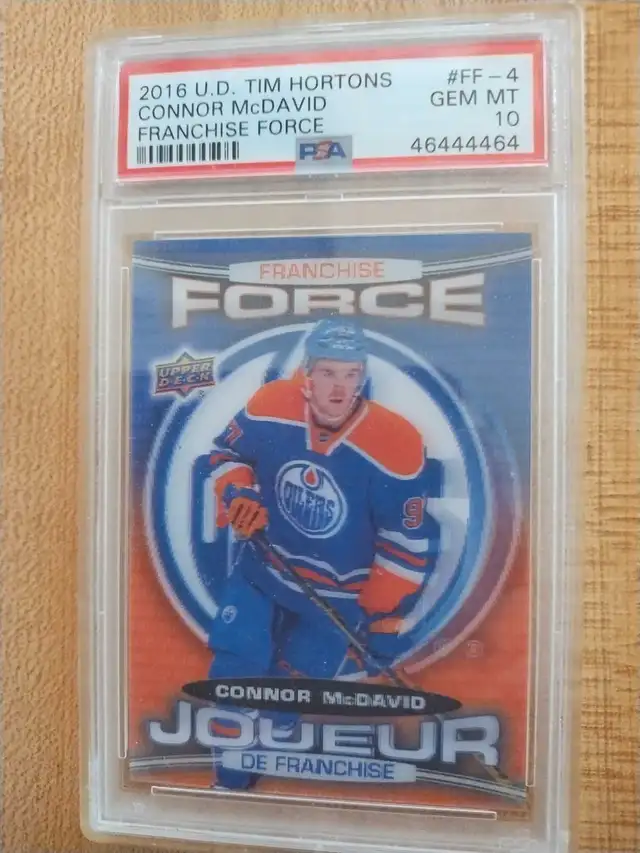 2016 U.D. TIM HORTONS #FF-4
CONNOR McDAVID GEM MT
FRANCHISE FORCE 10
PSA 46444464
FRANCHISE
FORCE
UPPER
D·E·C·K
OILERS
9
CONNOR McDAVID
JOUEUR
DE FRANCHISE